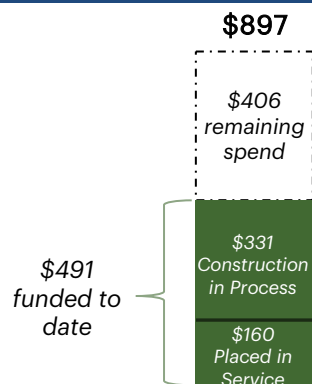 $897
$406
remaining
spend
$331
Construction
in Process
$491
funded to
date
$160
Placed in
Service